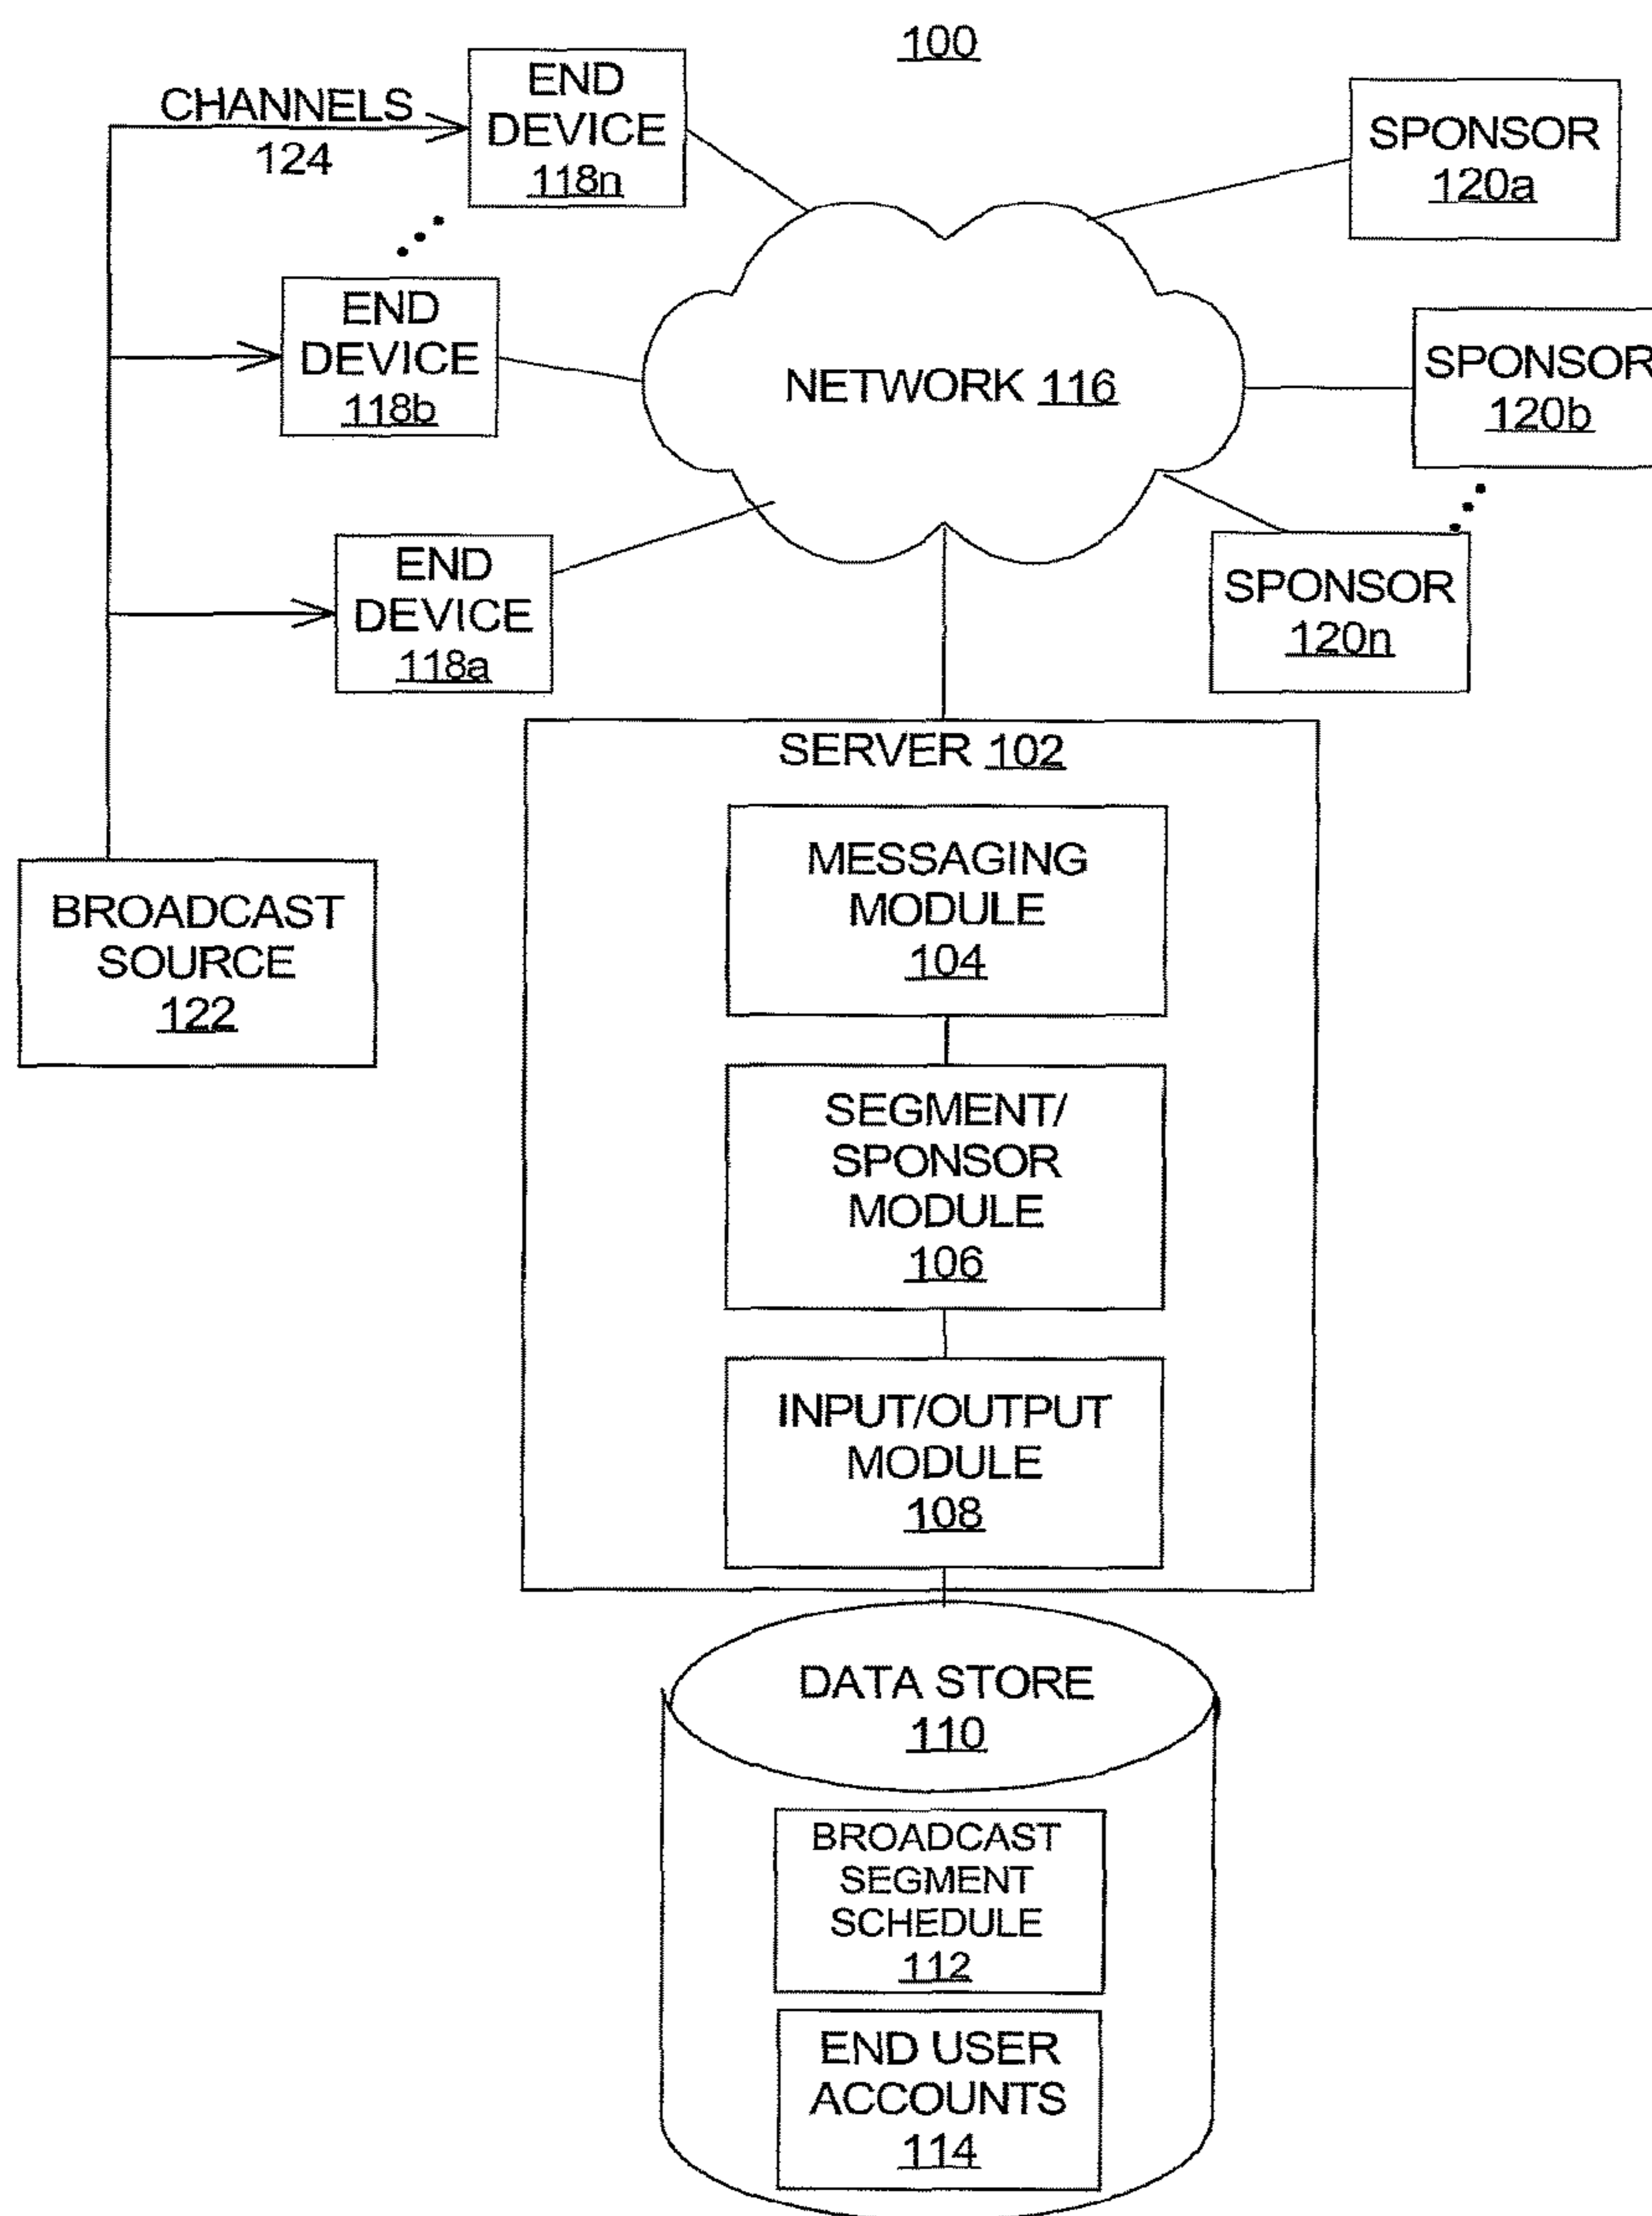 100
CHANNELS
124
END
DEVICE
118n
SPONSOR
120a
END
DEVICE
118b
NETWORK 116
SPONSOR
120b
END
DEVICE
118a
SPONSOR
120n
SERVER 102
MESSAGING
MODULE
104
BROADCAST
SOURCE
122
SEGMENT/
SPONSOR
MODULE
106
INPUT/OUTPUT
MODULE
108
DATA STORE
110
BROADCAST
SEGMENT
SCHEDULE
112
END USER
ACCOUNTS
114